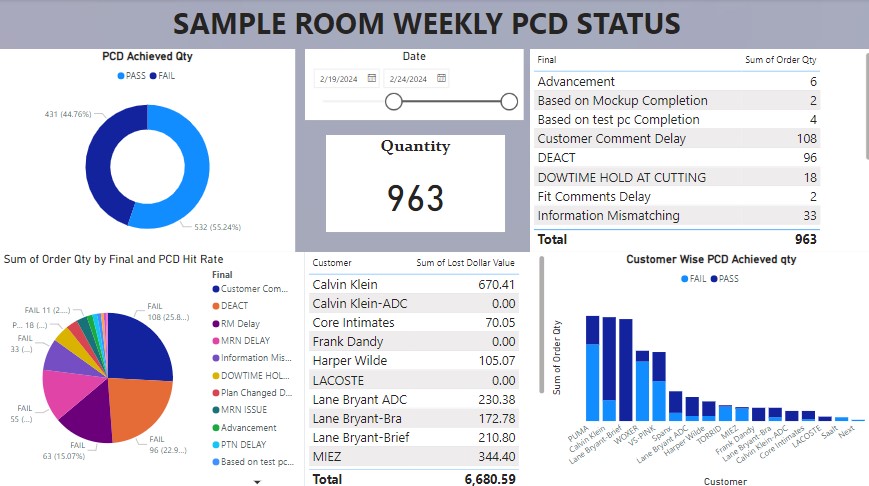 SAMPLE ROOM WEEKLY PCD STATUS
PCD Achieved Qty
PASS FAIL
431 (44.76%)
532 (55.24%)
Date
2/19/2024 2/24/2024
Quantity
963
Final Sum of Order Qty
Advancement 6
Based on Mockup Completion 2
Based on test pc Completion 4
Customer Comment Delay 108
DEACT 96
DOWTIME HOLD AT CUTTING 18
Fit Comments Delay 2
Information Mismatching 33
Total 963
Sum of Order Qty by Final and PCD Hit Rate
FAIL 11 (2...)
P... 18 (...)
FAIL
33 (...)
FAIL
55 (...)
63 (15.07%)
FAIL
108 (25.8...)
FAIL
96 (22.9...)
Final
Customer Com...
DEACT
RM Delay
MRN DELAY
Information Mis...
DOWTIME HOL...
Plan Changed D...
MRN ISSUE
Advancement
PTN DELAY
Based on test pc...
Customer Sum of Lost Dollar Value
Calvin Klein 670.41
Calvin Klein-ADC 0.00
Core Intimates 70.05
Frank Dandy 0.00
Harper Wilde 105.07
LACOSTE 0.00
Lane Bryant ADC 230.38
Lane Bryant-Bra 172.78
Lane Bryant-Brief 210.80
MIEZ 344.40
Total 6,680.59
Customer Wise PCD Achieved qty
FAIL PASS
Sum of Order Qty
PUMA
Calvin Klein
Lane Bryant-Brief
WOXER
VS-PINK
Spanx
Lane Bryant ADC
Harper Wilde
TORRID
MIEZ
Frank Dandy
Lane Bryant-Bra
Calvin Klein-ADC
Core Intimates
LACOSTE
Saalt
Next
Customer